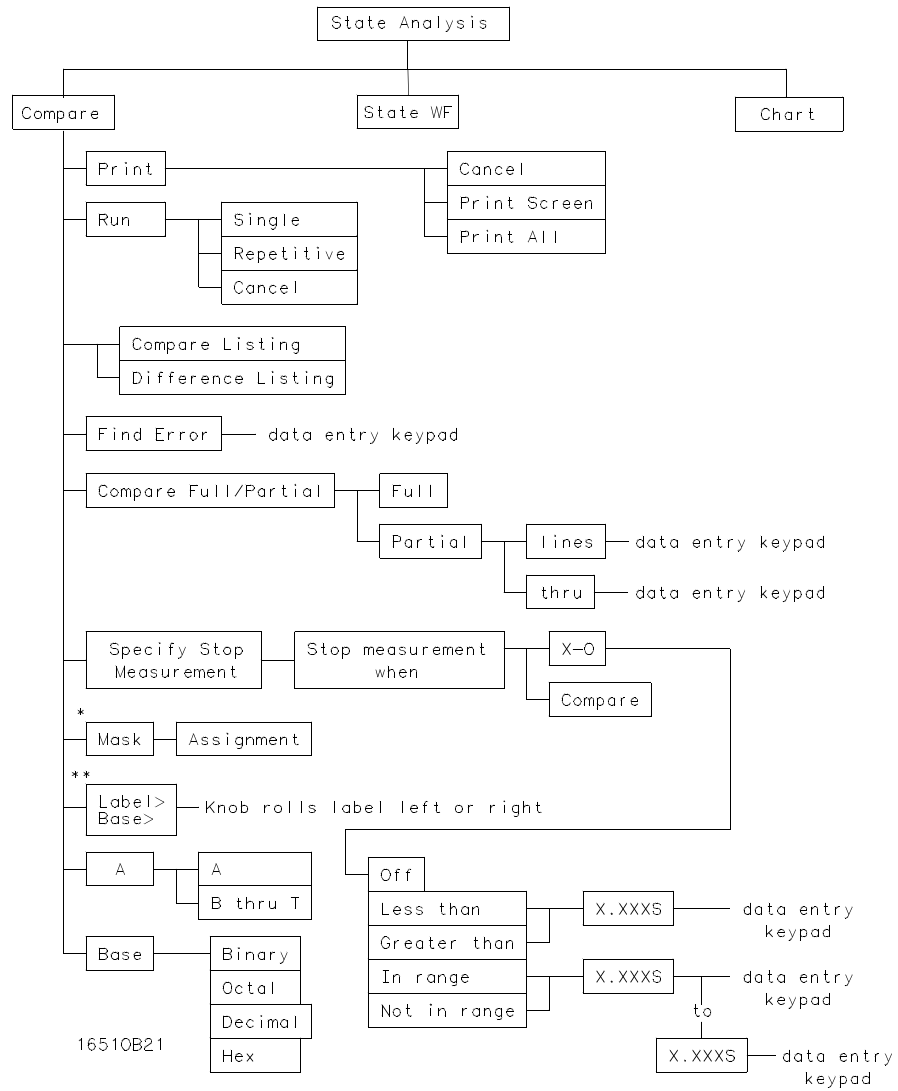 State Analysis
Compare
State WF
Chart
Print
Cancel
Print Screen
Print All
Run
Single
Repetitive
Cancel
Compare Listing
Difference Listing
Find Error
data entry keypad
Compare Full/Partial
Full
Partial
lines
data entry keypad
thru
data entry keypad
Specify Stop
Measurement
Stop measurement
when
X-O
Compare
*
Mask
Assignment
**
Label>
Base>
Knob rolls label left or right
A
A
B thru T
Base
Binary
Octal
Decimal
Hex
Off
Less than
Greater than
In range
Not in range
X.XXXS
data entry
keypad
X.XXXS
data entry
keypad
to
X.XXXS
data entry
keypad
16510B21